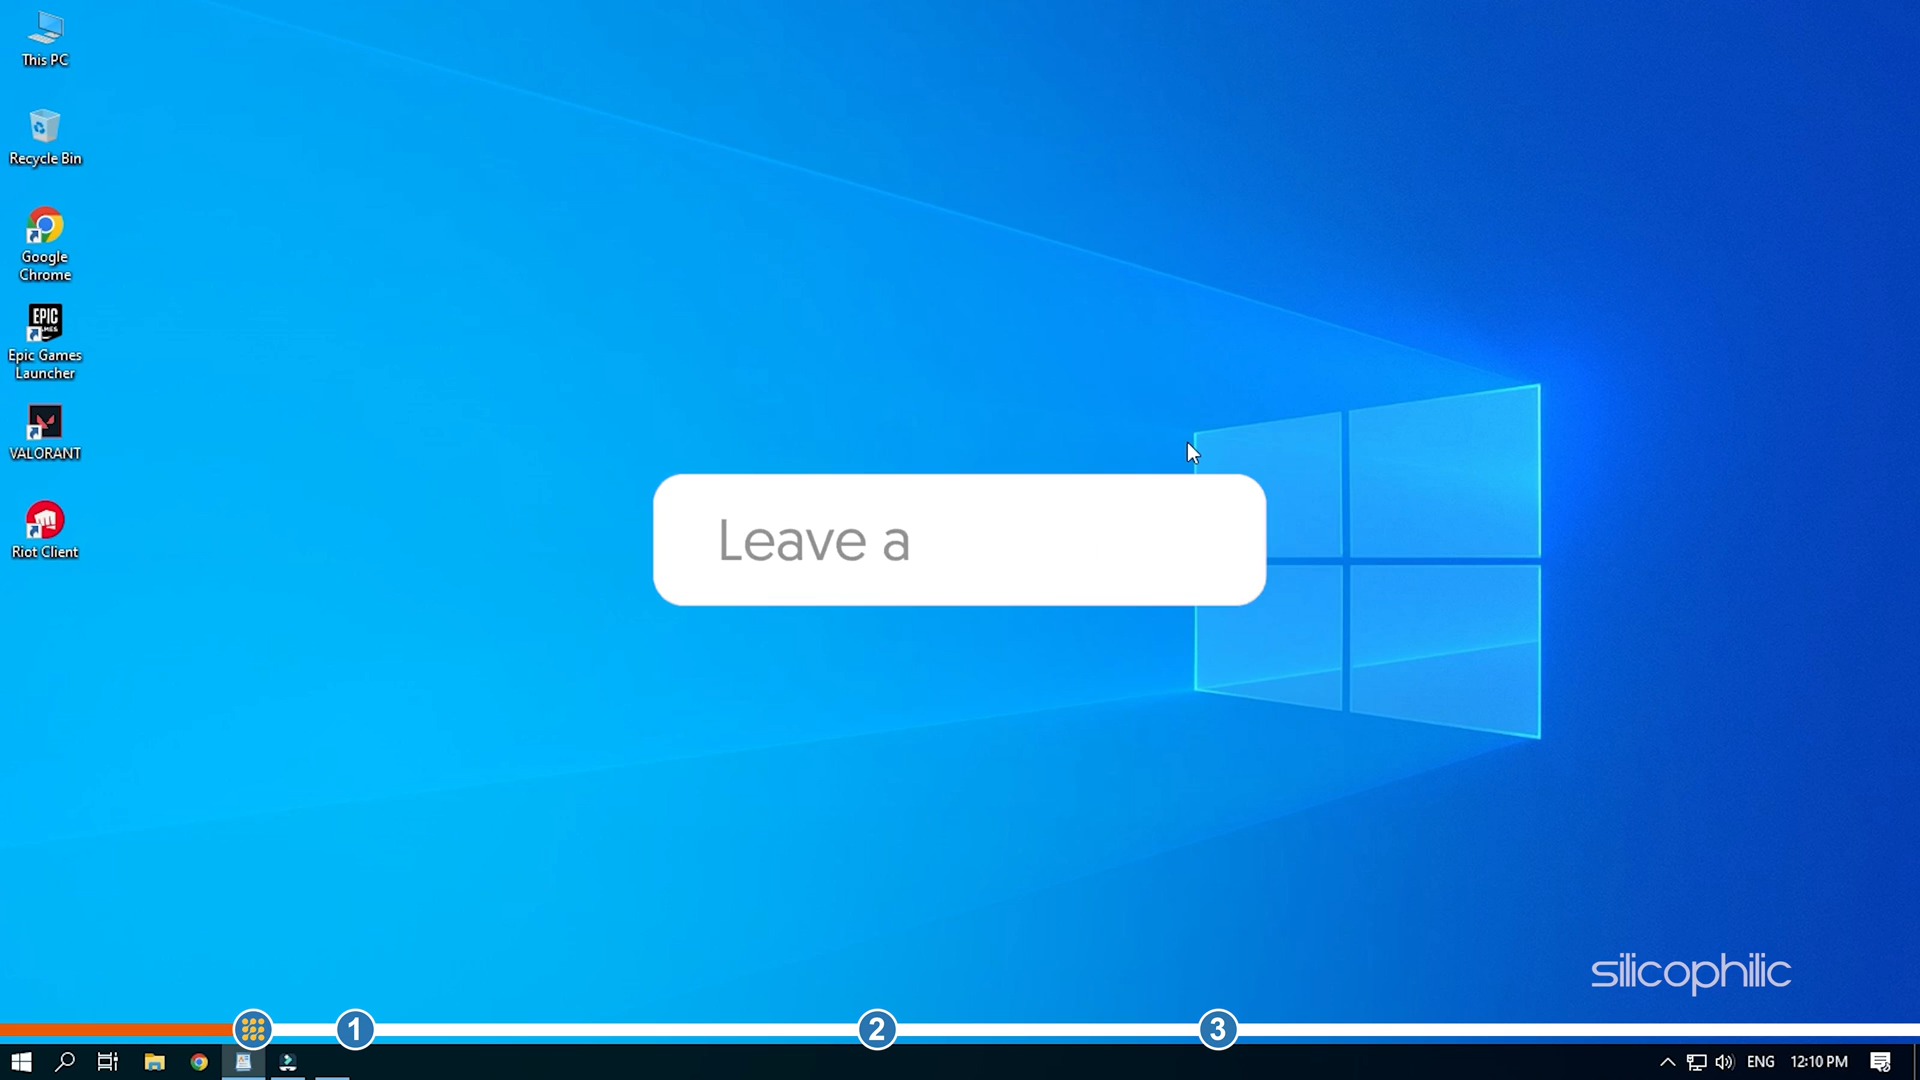 This PC
Recycle Bin
Google
Chrome
EPIC
GAMES
Epic Games
Launcher
VALORANT
Riot Client
Leave a
silicophilic
1
2
3
ENG
12:10 PM